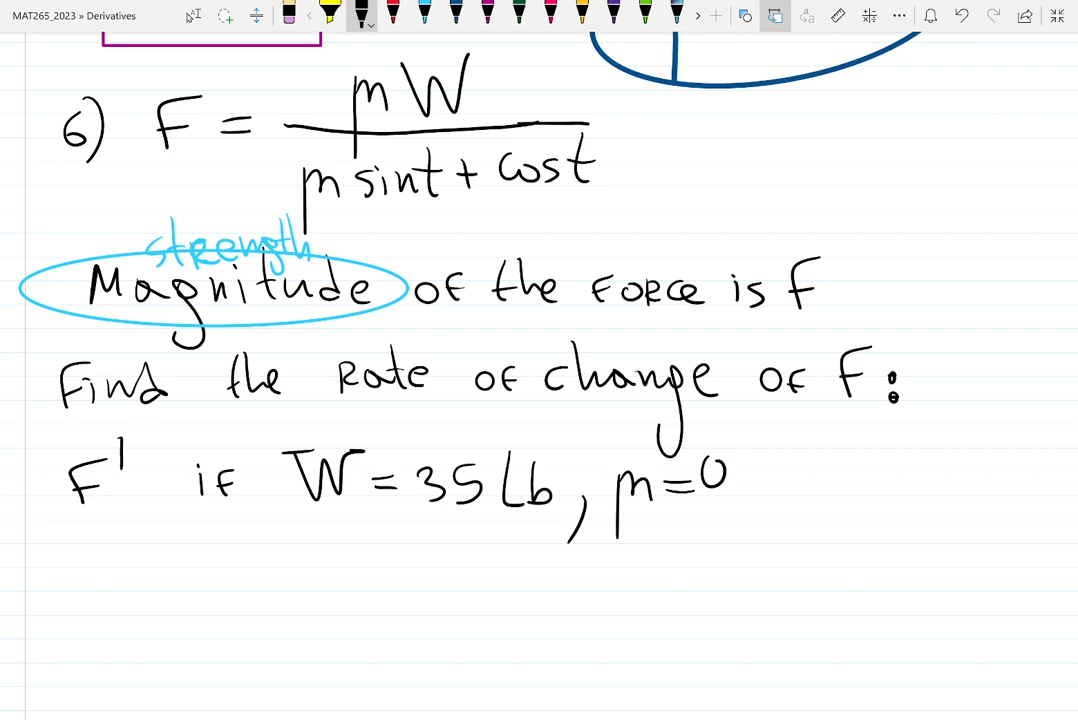 MAT265_2023 » Derivatives
6) F = μW / μ sint + cost
strength
Magnitude of the force is F
Find the Rate of change of F:
F' if W = 35 Lb, μ = 0